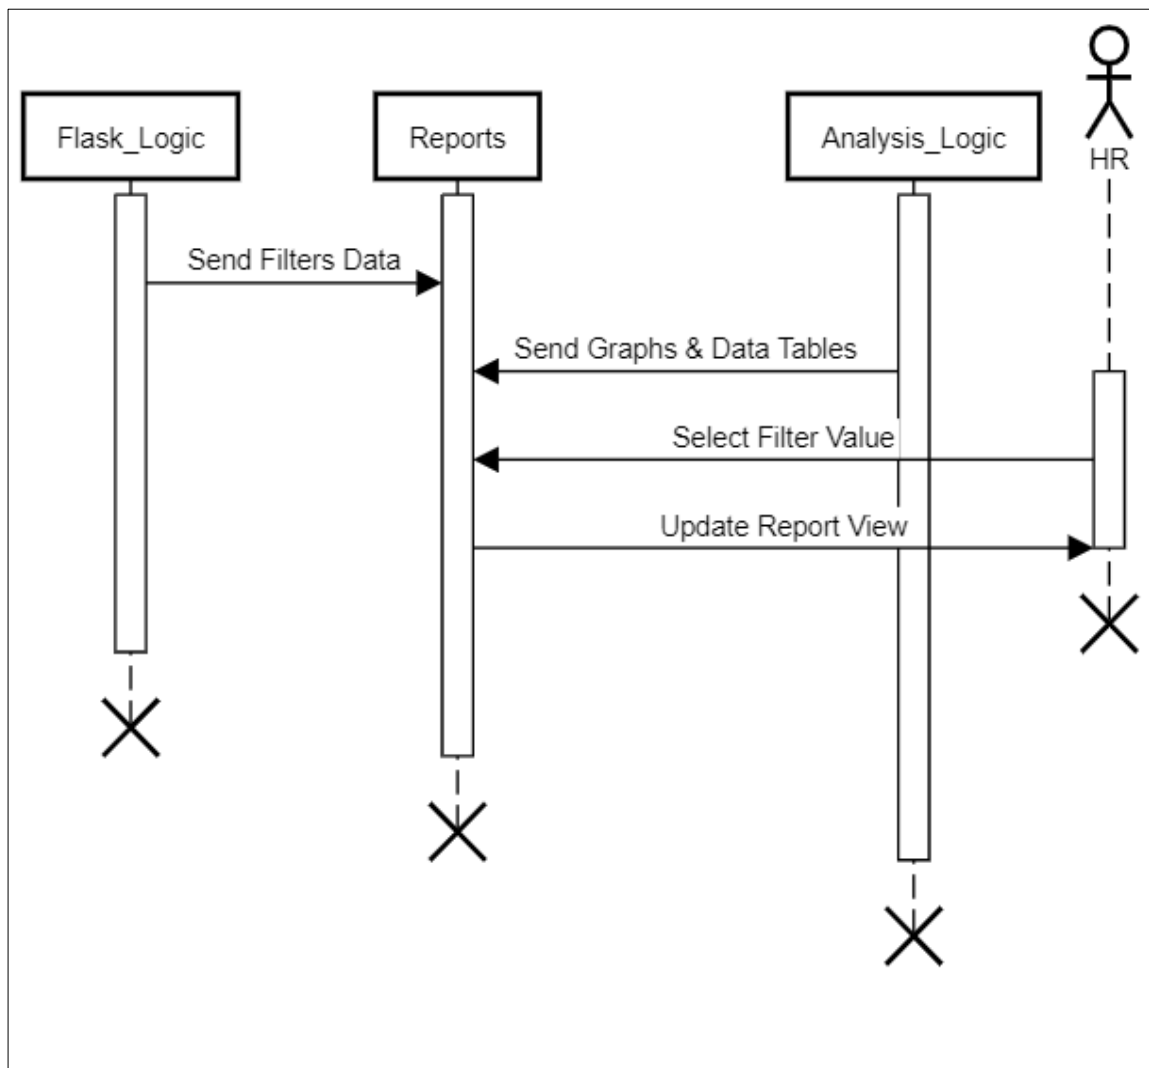 Flask_Logic
Reports
Analysis_Logic
HR
Send Filters Data
Send Graphs & Data Tables
Select Filter Value
Update Report View